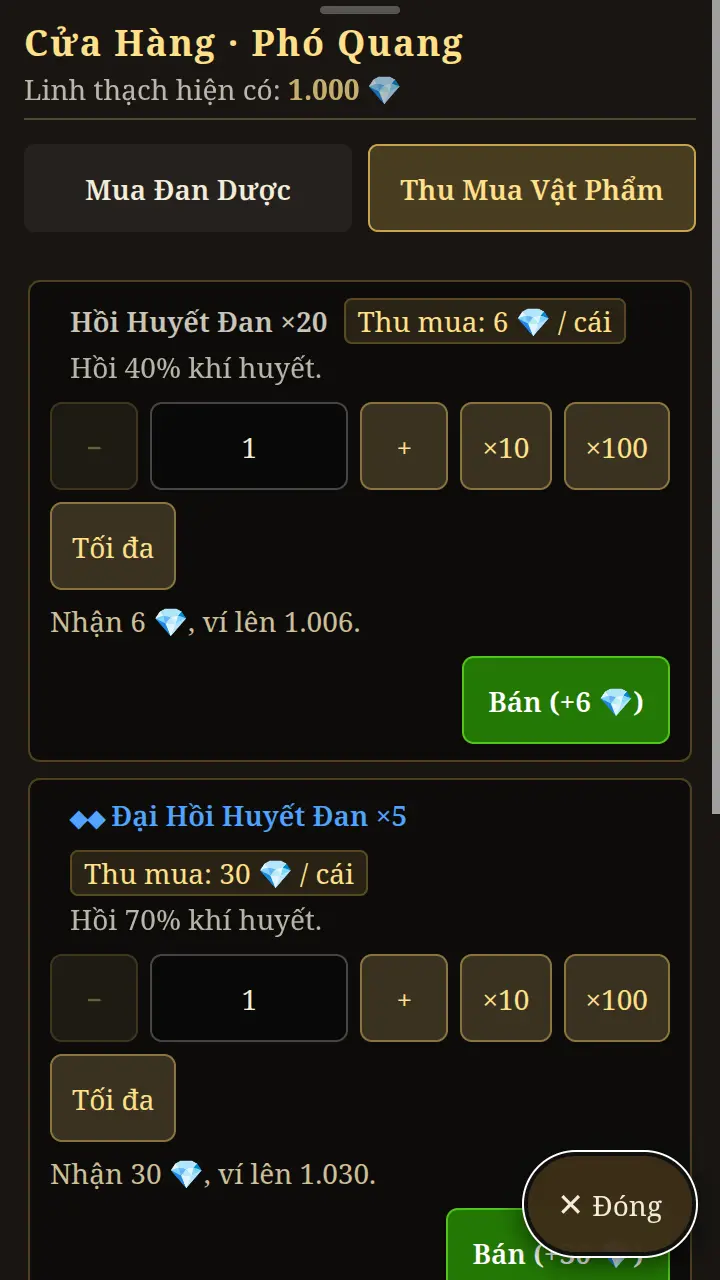 Cửa Hàng · Phó Quang
Linh thạch hiện có: 1.000 💎
Mua Đan Dược
Thu Mua Vật Phẩm
Hồi Huyết Đan ×20 Thu mua: 6 💎 / cái
Hồi 40% khí huyết.
− 1 + ×10 ×100
Tối đa
Nhận 6 💎, ví lên 1.006.
Bán (+6 💎)
◆◆ Đại Hồi Huyết Đan ×5
Thu mua: 30 💎 / cái
Hồi 70% khí huyết.
− 1 + ×10 ×100
Tối đa
Nhận 30 💎, ví lên 1.030.
✕ Đóng
Bán (+30 💎)